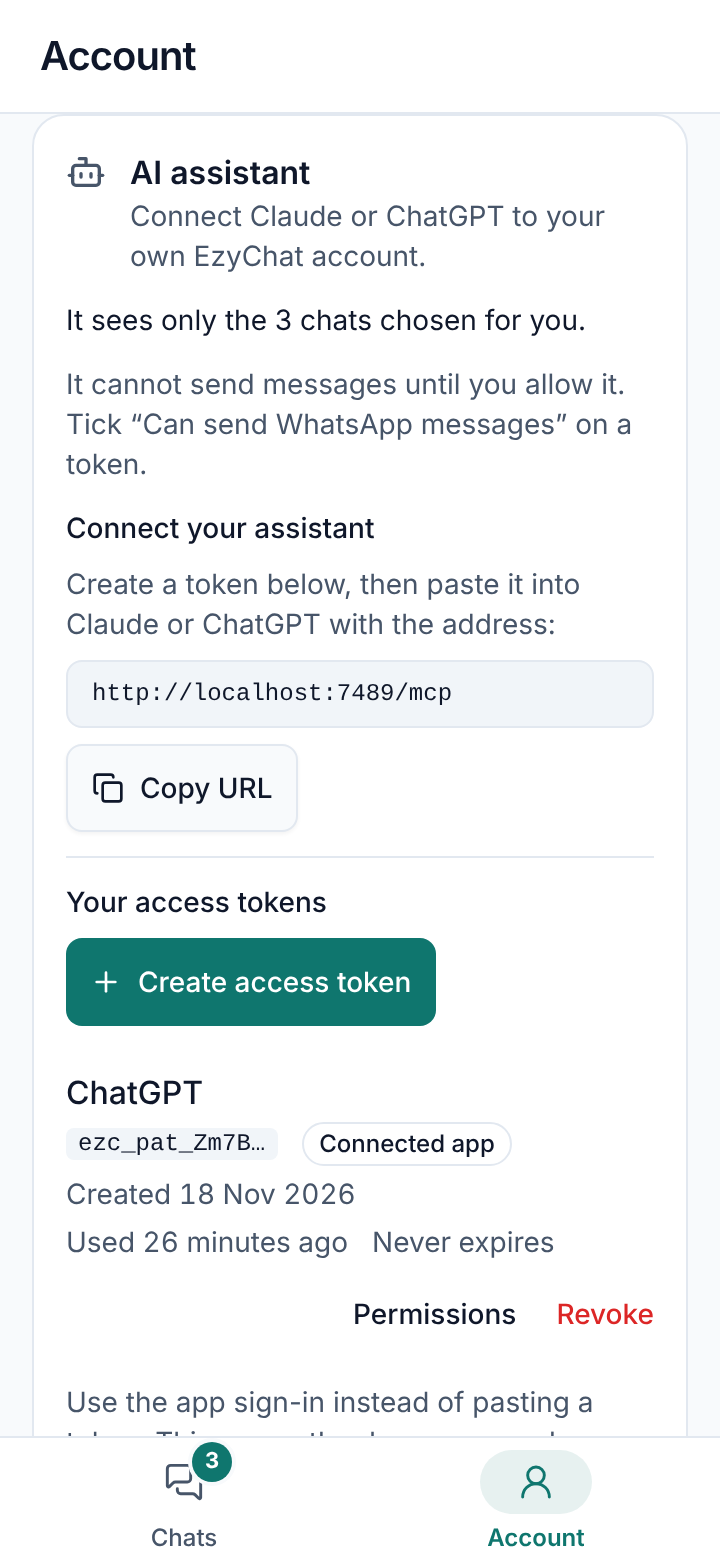 Account
AI assistant
Connect Claude or ChatGPT to your
own EzyChat account.
It sees only the 3 chats chosen for you.
It cannot send messages until you allow it.
Tick “Can send WhatsApp messages” on a
token.
Connect your assistant
Create a token below, then paste it into
Claude or ChatGPT with the address:
http://localhost:7489/mcp
Copy URL
Your access tokens
Create access token
ChatGPT
ezc_pat_Zm7B… Connected app
Created 18 Nov 2026
Used 26 minutes ago Never expires
Permissions Revoke
Use the app sign-in instead of pasting a
3
Chats Account